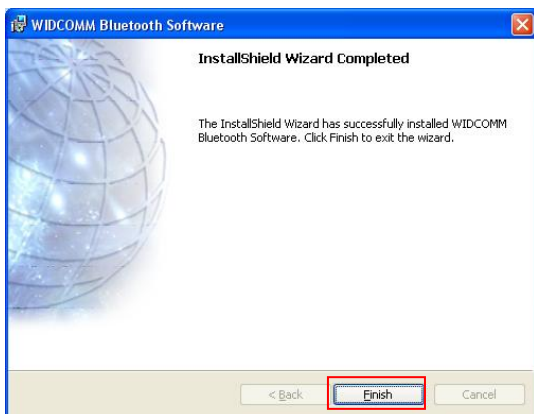 WIDCOMM Bluetooth Software
InstallShield Wizard Completed
The InstallShield Wizard has successfully installed WIDCOMM
Bluetooth Software. Click Finish to exit the wizard.
< Back Finish Cancel